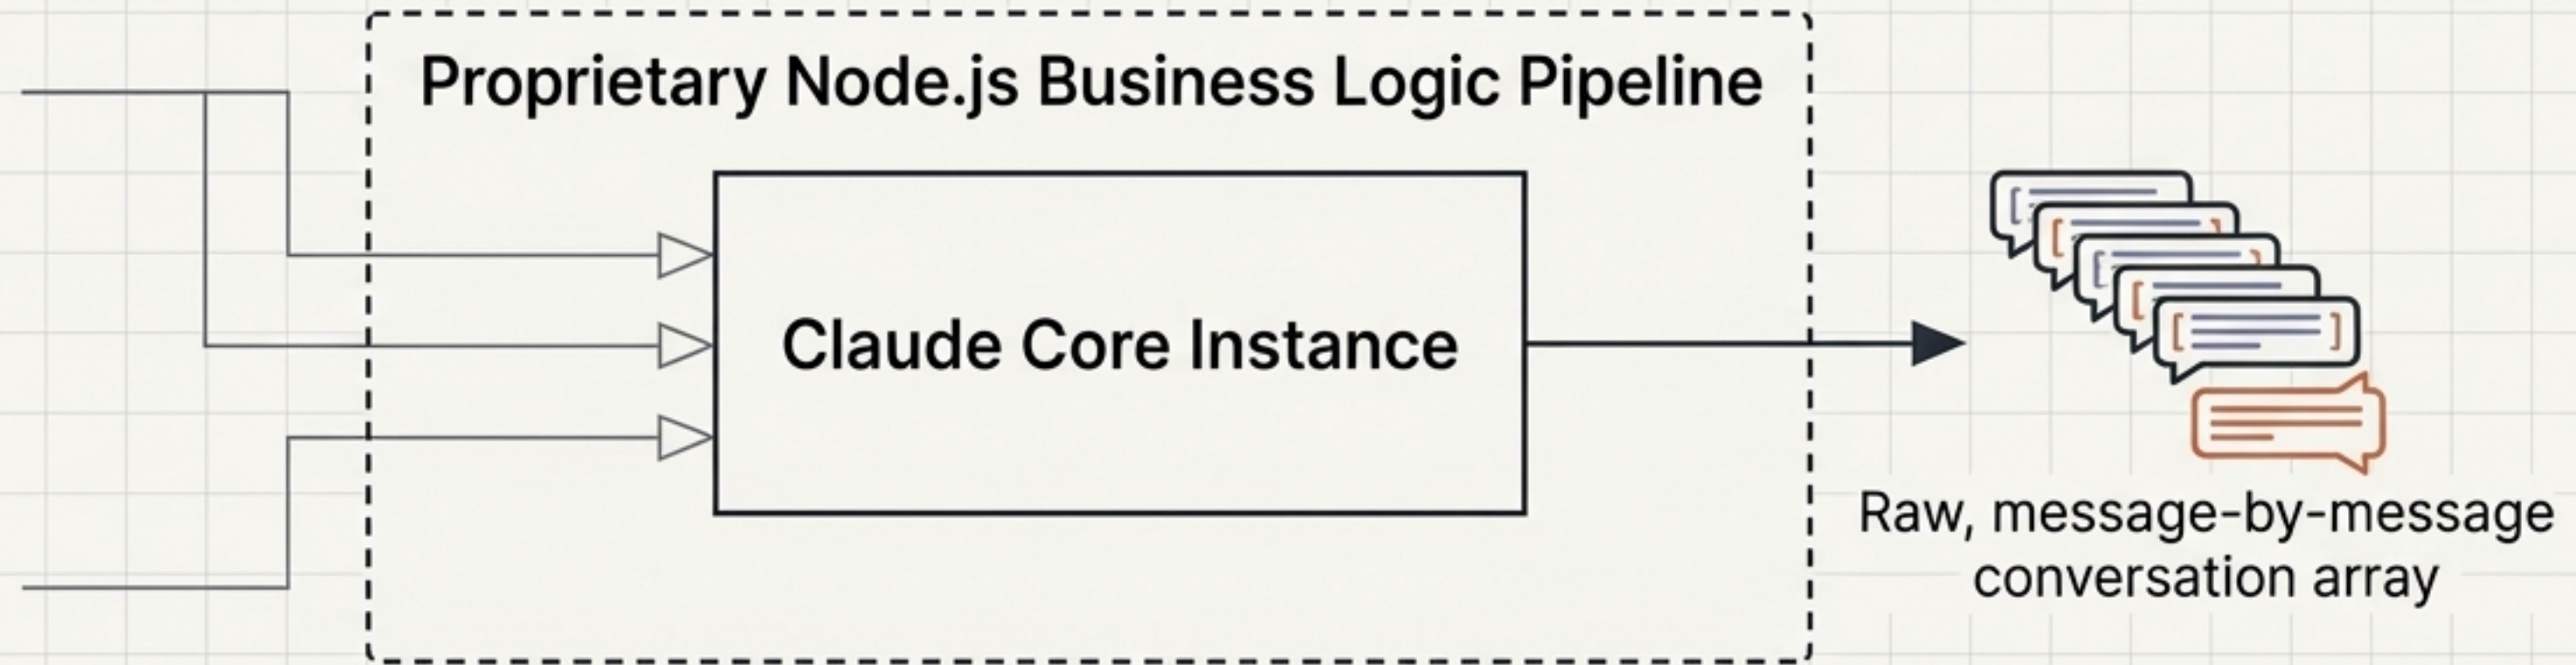 Proprietary Node.js Business Logic Pipeline
Claude Core Instance
Raw, message-by-message
conversation array